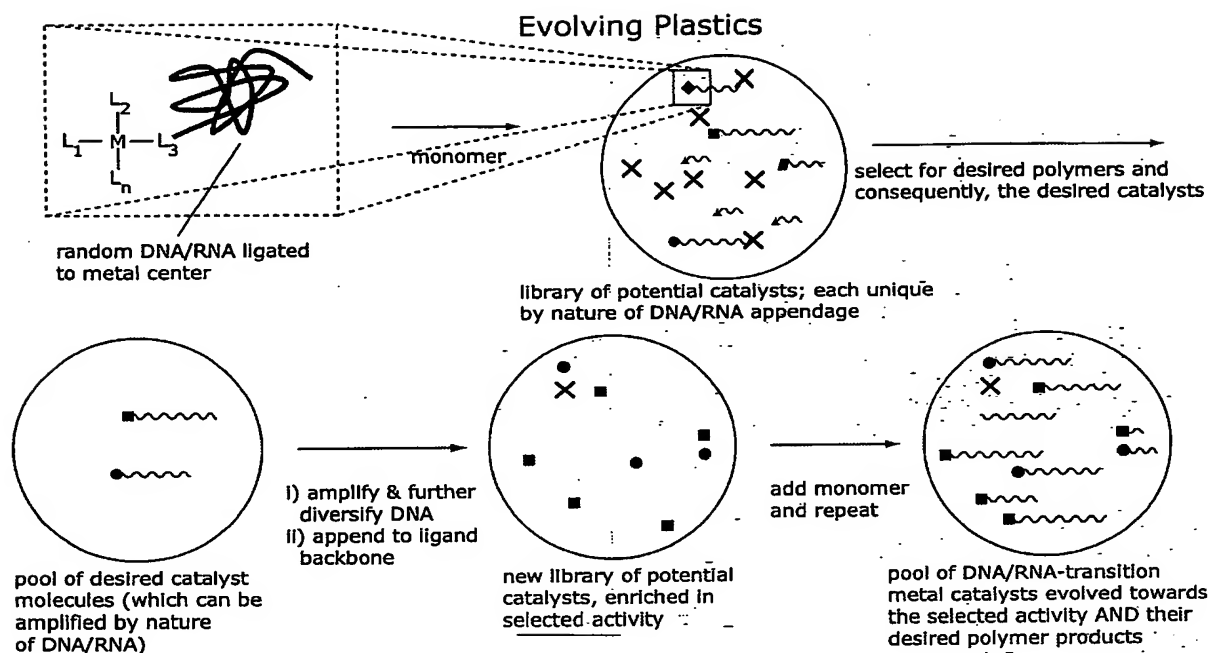 Evolving Plastics
L2
L1—M—L3
Ln
monomer
select for desired polymers and
consequently, the desired catalysts
random DNA/RNA ligated
to metal center
library of potential catalysts; each unique
by nature of DNA/RNA appendage
i) amplify & further
diversify DNA
ii) append to ligand
backbone
add monomer
and repeat
pool of desired catalyst
molecules (which can be
amplified by nature
of DNA/RNA)
new library of potential
catalysts, enriched in
selected activity
pool of DNA/RNA-transition
metal catalysts evolved towards
the selected activity AND their
desired polymer products